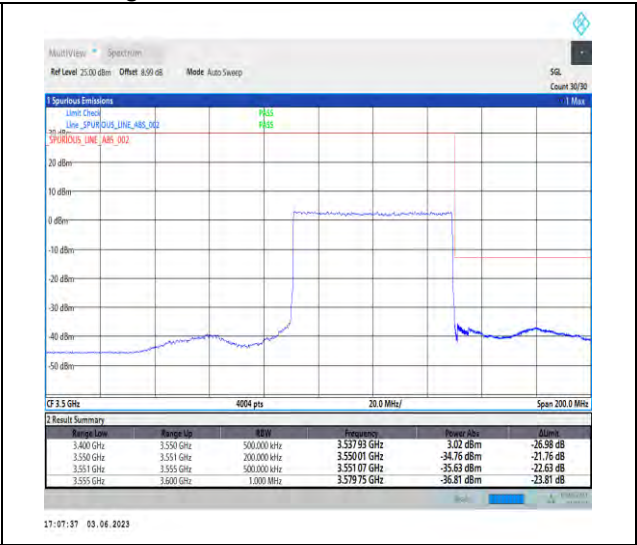 MultiView Spectrum
Ref Level 25.00 dBm Offset 8.99 dB Mode Auto Sweep SGL
Count 30/30
1 Spurious Emissions 1 Max
Limit Check PASS
Line _SPURIOUS_LINE_ABS_002 PASS
_SPURIOUS_LINE_ABS_002
20 dBm
10 dBm
0 dBm
-10 dBm
-20 dBm
-30 dBm
-40 dBm
-50 dBm
CF 3.5 GHz 4004 pts 20.0 MHz/ Span 200.0 MHz
2 Result Summary
Range Low Range Up RBW Frequency Power Abs ΔLimit
3.400 GHz 3.550 GHz 500.000 kHz 3.537 93 GHz 3.02 dBm -26.98 dB
3.550 GHz 3.551 GHz 200.000 kHz 3.550 01 GHz -34.76 dBm -21.76 dB
3.551 GHz 3.555 GHz 500.000 kHz 3.551 07 GHz -35.63 dBm -22.63 dB
3.555 GHz 3.600 GHz 1.000 MHz 3.579 75 GHz -36.81 dBm -23.81 dB
17:07:37 03.06.2023